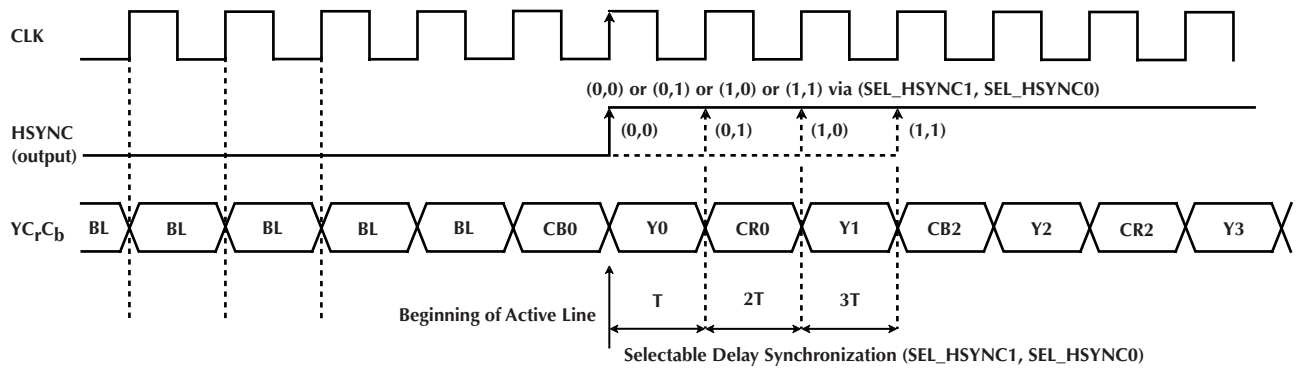 CLK
(0,0) or (0,1) or (1,0) or (1,1) via (SEL_HSYNC1, SEL_HSYNC0)
HSYNC
(output)
(0,0) (0,1) (1,0) (1,1)
YCrCb BL BL BL BL BL CB0 Y0 CR0 Y1 CB2 Y2 CR2 Y3
Beginning of Active Line T 2T 3T
Selectable Delay Synchronization (SEL_HSYNC1, SEL_HSYNC0)